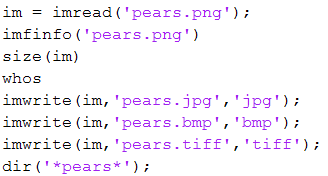 im = imread('pears.png');
imfinfo('pears.png')
size(im)
whos
imwrite(im,'pears.jpg','jpg');
imwrite(im,'pears.bmp','bmp');
imwrite(im,'pears.tiff','tiff');
dir('*pears*');